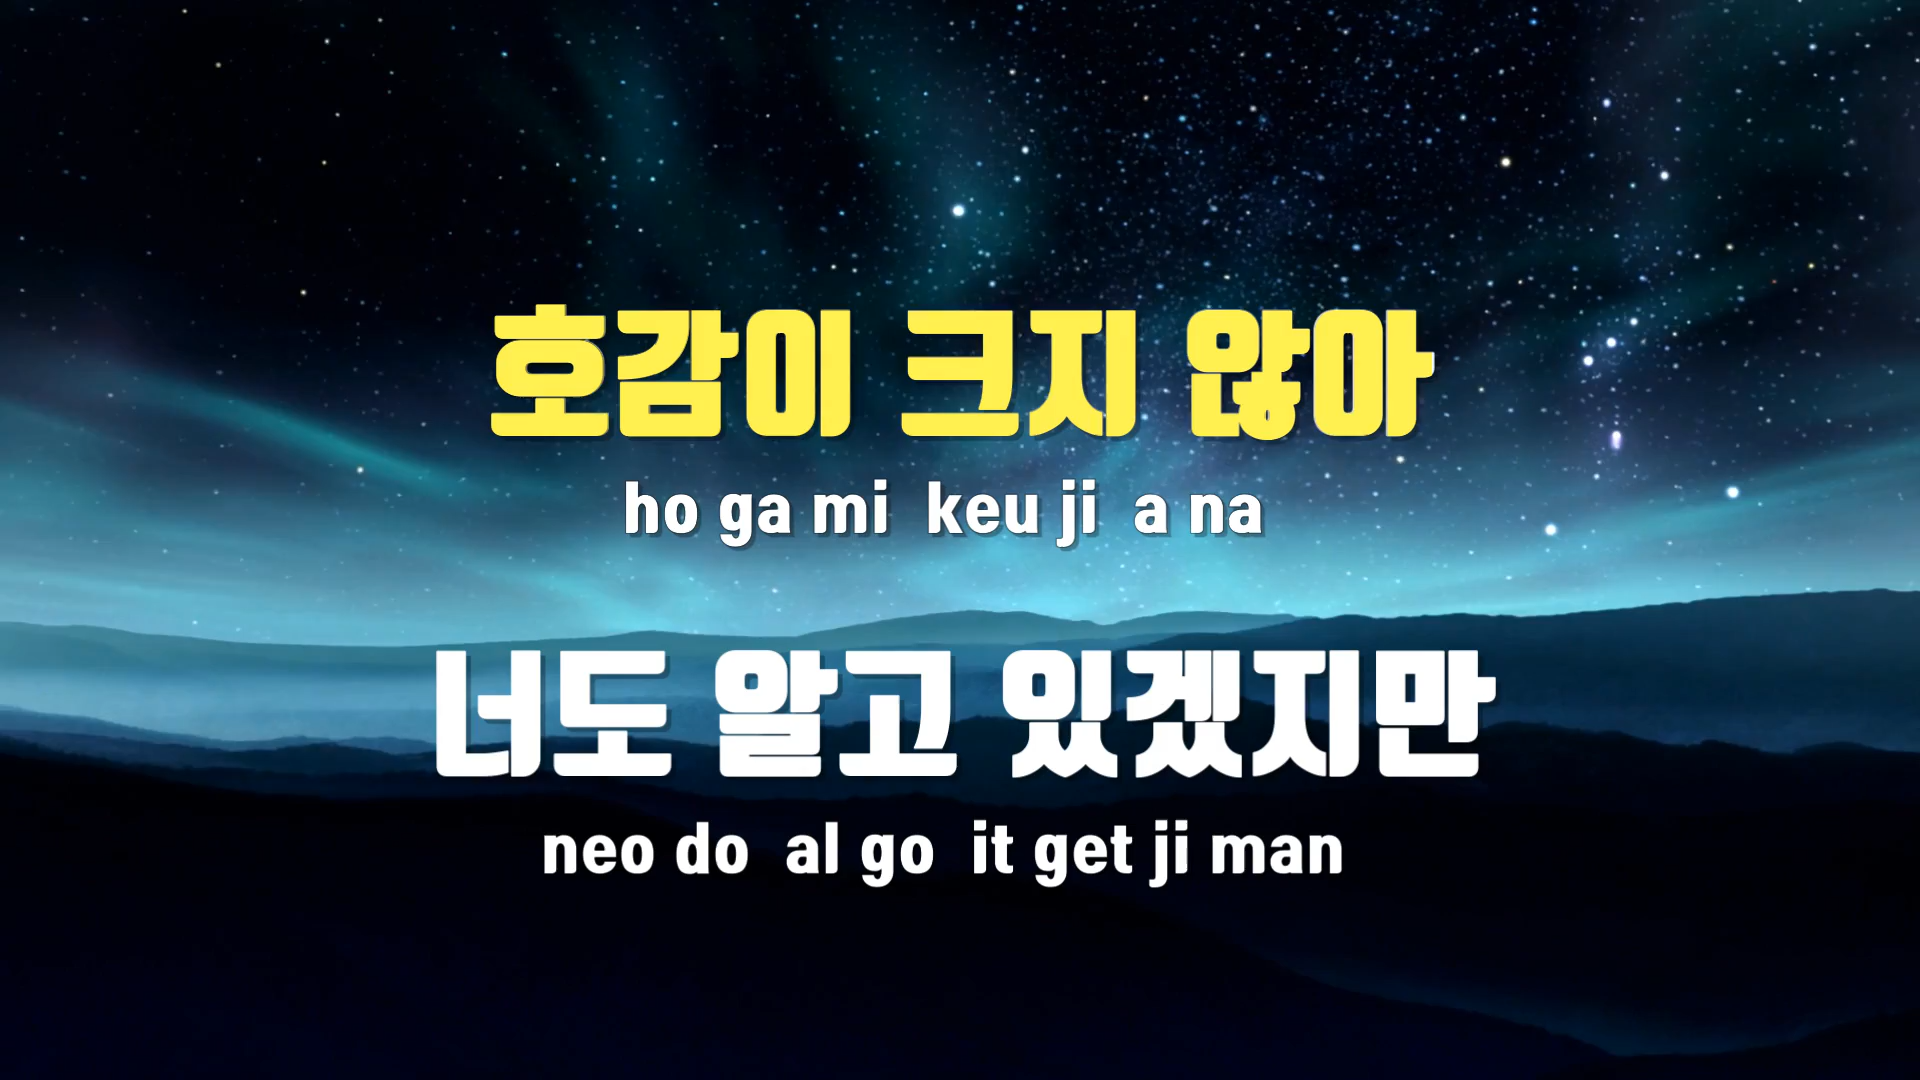 호감이 크지 않아
ho ga mi keu ji a na
너도 알고 있겠지만
neo do al go it get ji man